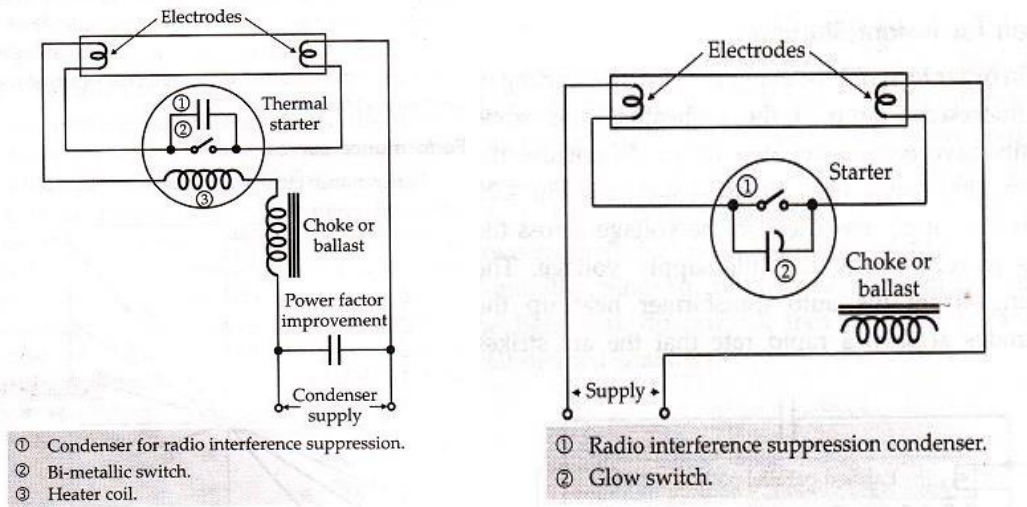 Electrodes
①
②
Thermal
starter
③
Choke or
ballast
Power factor
improvement
Condenser
supply
① Condenser for radio interference suppression.
② Bi-metallic switch.
③ Heater coil.
Electrodes
①
Starter
②
Choke or
ballast
Supply
① Radio interference suppression condenser.
② Glow switch.